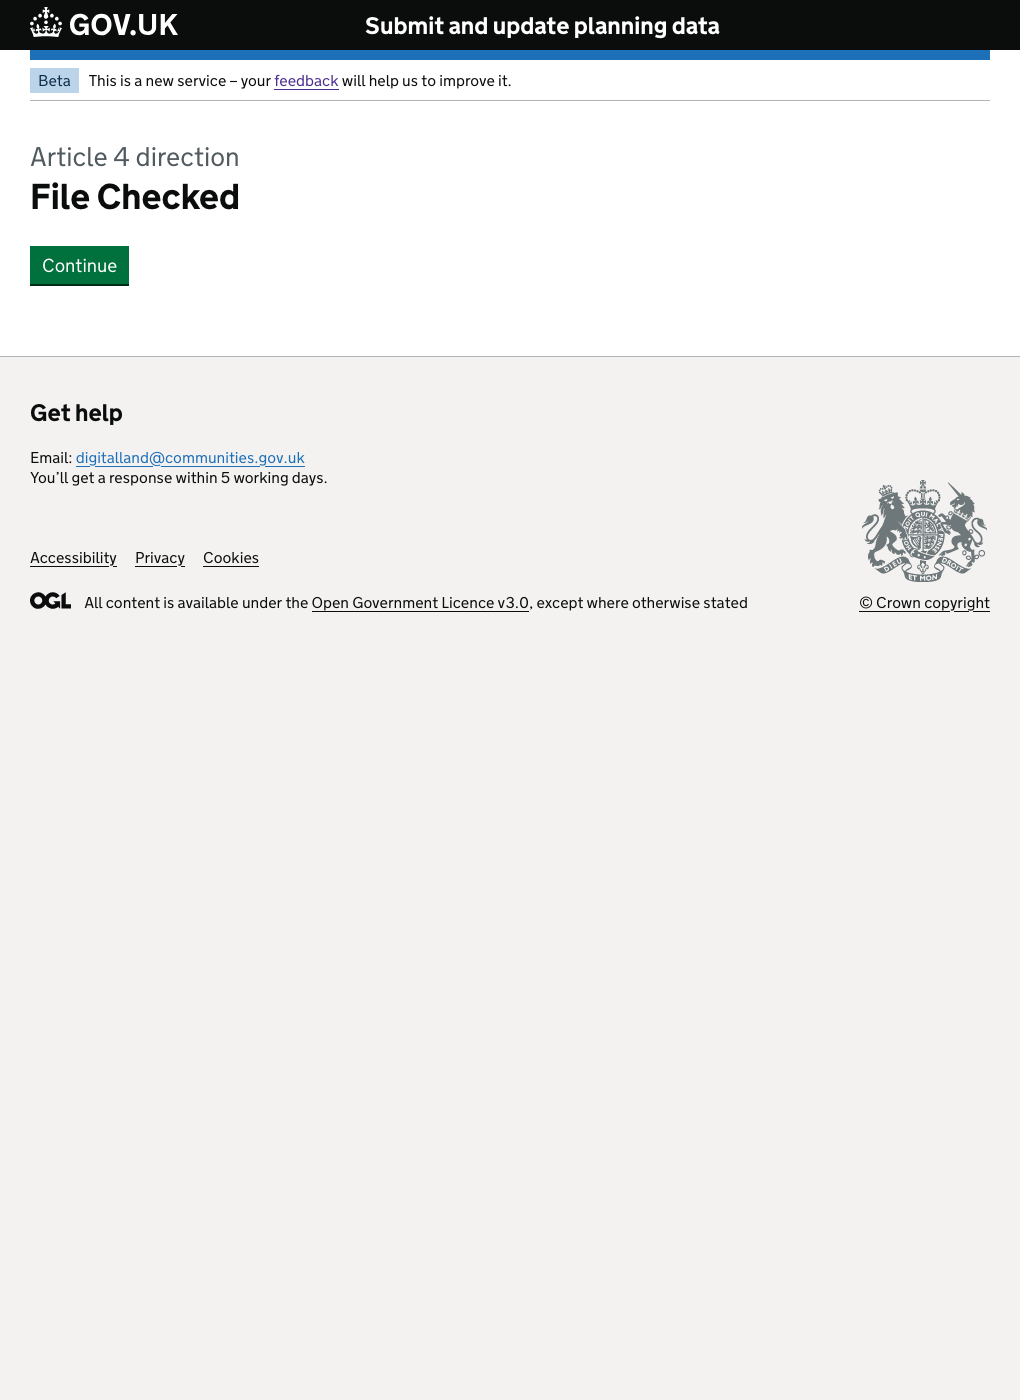 GOV.UK
Submit and update planning data
Beta
This is a new service – your feedback will help us to improve it.
Article 4 direction
File Checked
Continue
Get help
Email: digitalland@communities.gov.uk
You’ll get a response within 5 working days.
Accessibility Privacy Cookies
DIEU ET MON DROIT
OGL
All content is available under the Open Government Licence v3.0, except where otherwise stated
© Crown copyright